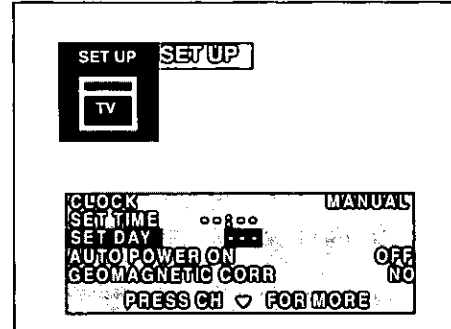 SET UP SET UP
TV
CLOCK MANUAL
SET TIME --:--
SET DAY ---
AUTO POWER ON OFF
GEOMAGNETIC CORR NO
PRESS CH ▽ FOR MORE